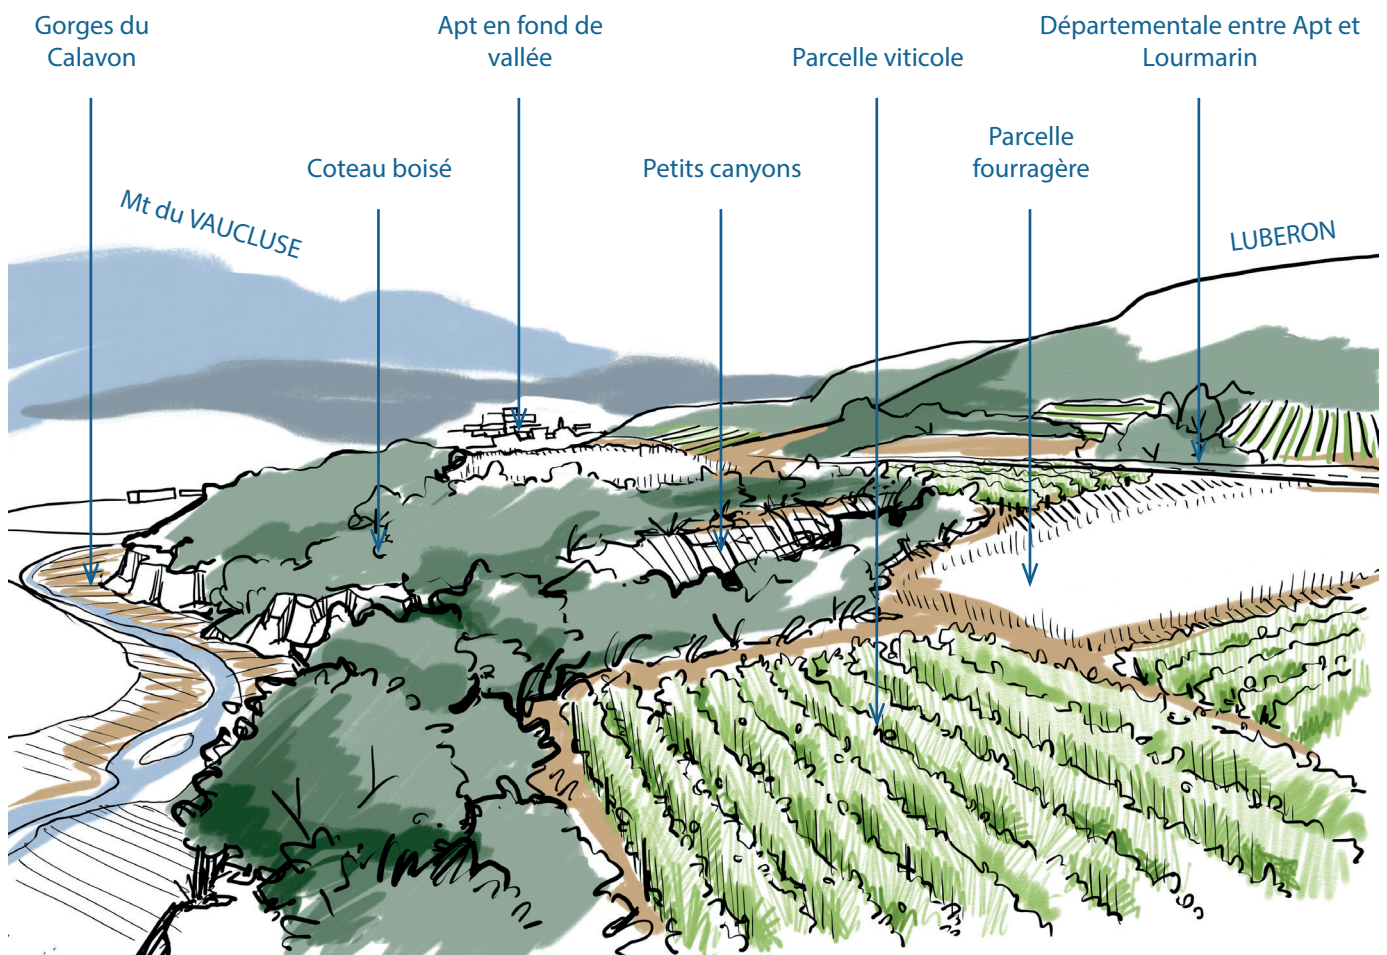 Gorges du
Calavon
Apt en fond de
vallée
Parcelle viticole
Départementale entre Apt et
Lourmarin
Coteau boisé
Petits canyons
Parcelle
fourragère
Mt du VAUCLUSE
LUBERON